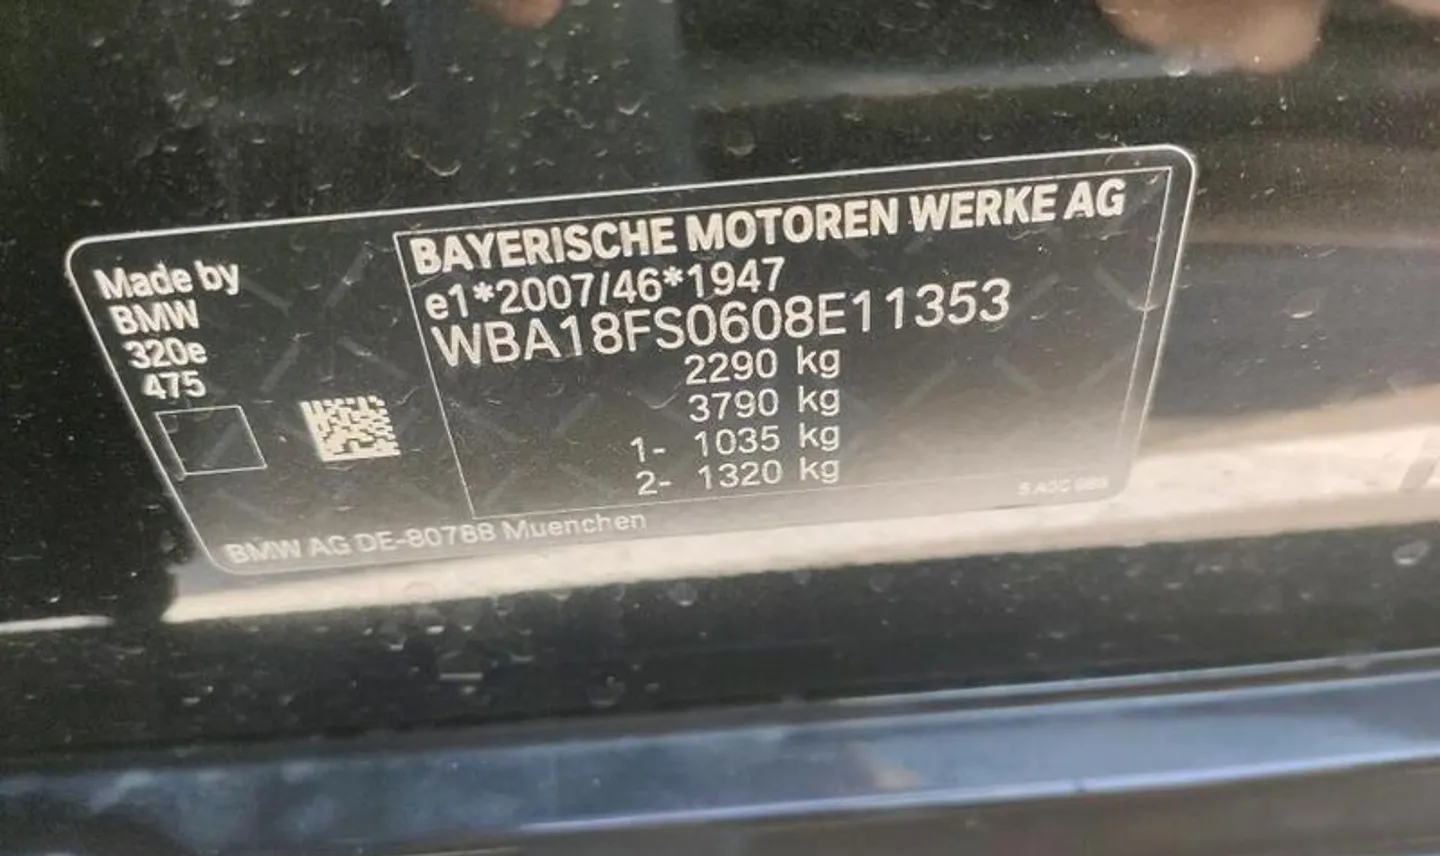 Made by
BMW
320e
475
BAYERISCHE MOTOREN WERKE AG
e1*2007/46*1947
WBA18FS0608E11353
2290 kg
3790 kg
1- 1035 kg
2- 1320 kg
BMW AG DE-80788 Muenchen